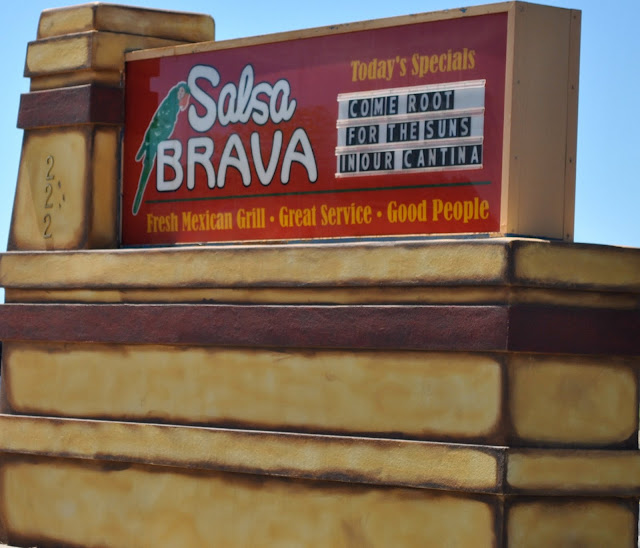 222
Salsa
BRAVA
Today's Specials
COME ROOT
FOR THE SUNS
IN OUR CANTINA
Fresh Mexican Grill • Great Service • Good People